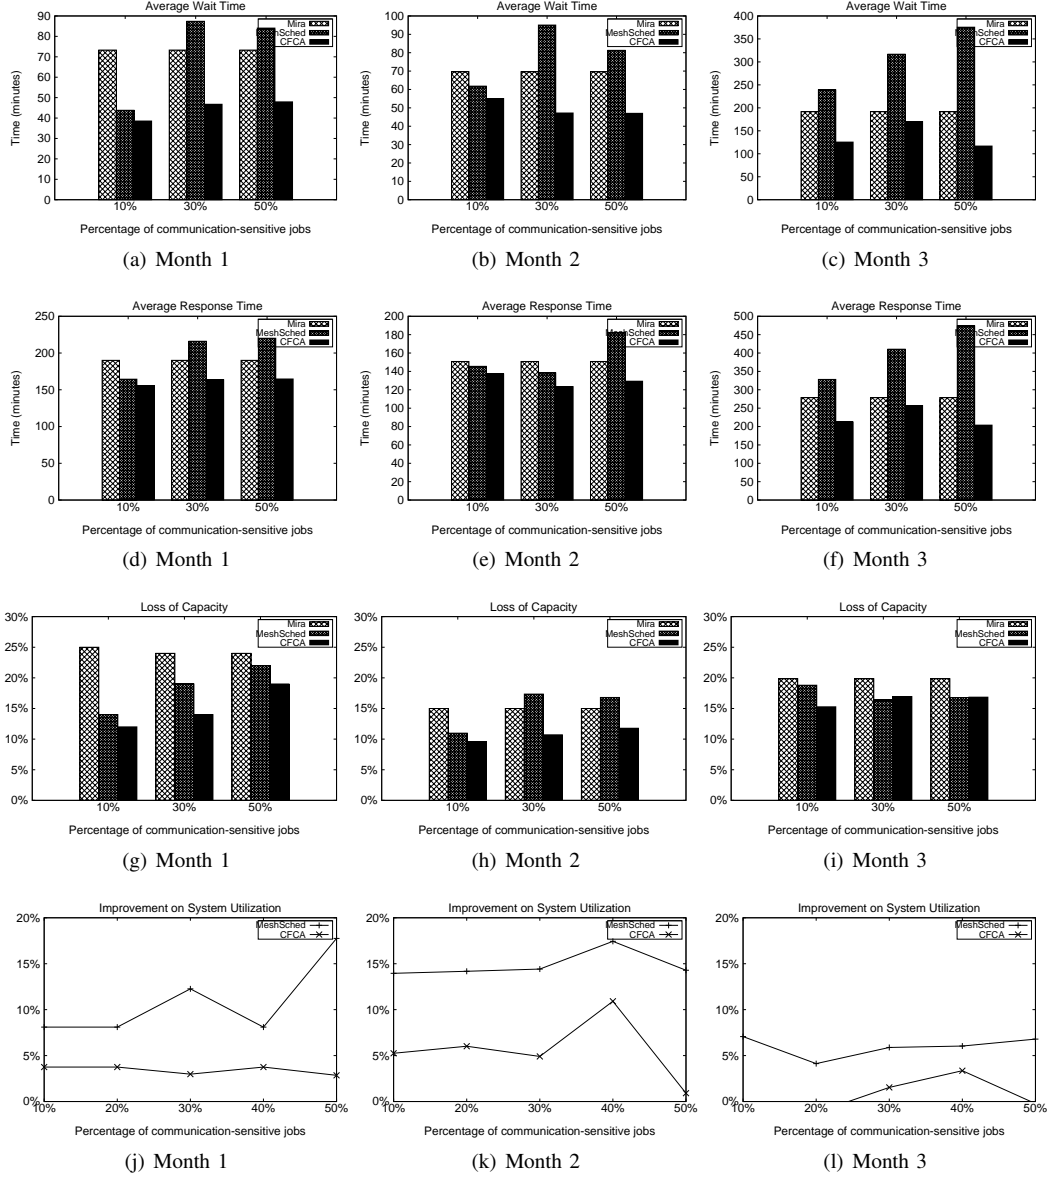 Average Wait Time
90
80
70
60
50
40
30
20
10
0
Time (minutes)
Mira
MeshSched
CFCA
10% 30% 50%
Percentage of communication-sensitive jobs
(a) Month 1
Average Wait Time
100
90
80
70
60
50
40
30
20
10
0
Time (minutes)
Mira
MeshSched
CFCA
10% 30% 50%
Percentage of communication-sensitive jobs
(b) Month 2
Average Wait Time
400
350
300
250
200
150
100
50
0
Time (minutes)
Mira
MeshSched
CFCA
10% 30% 50%
Percentage of communication-sensitive jobs
(c) Month 3
Average Response Time
250
200
150
100
50
0
Time (minutes)
Mira
MeshSched
CFCA
10% 30% 50%
Percentage of communication-sensitive jobs
(d) Month 1
Average Response Time
200
180
160
140
120
100
80
60
40
20
0
Time (minutes)
Mira
MeshSched
CFCA
10% 30% 50%
Percentage of communication-sensitive jobs
(e) Month 2
Average Response Time
500
450
400
350
300
250
200
150
100
50
0
Time (minutes)
Mira
MeshSched
CFCA
10% 30% 50%
Percentage of communication-sensitive jobs
(f) Month 3
Loss of Capacity
30%
25%
20%
15%
10%
5%
0%
Mira
MeshSched
CFCA
10% 30% 50%
Percentage of communication-sensitive jobs
(g) Month 1
Loss of Capacity
30%
25%
20%
15%
10%
5%
0%
Mira
MeshSched
CFCA
10% 30% 50%
Percentage of communication-sensitive jobs
(h) Month 2
Loss of Capacity
30%
25%
20%
15%
10%
5%
0%
Mira
MeshSched
CFCA
10% 30% 50%
Percentage of communication-sensitive jobs
(i) Month 3
Improvement on System Utilization
20%
15%
10%
5%
0%
MeshSched
CFCA
10% 20% 30% 40% 50%
Percentage of communication-sensitive jobs
(j) Month 1
Improvement on System Utilization
20%
15%
10%
5%
0%
MeshSched
CFCA
10% 20% 30% 40% 50%
Percentage of communication-sensitive jobs
(k) Month 2
Improvement on System Utilization
20%
15%
10%
5%
0%
MeshSched
CFCA
10% 20% 30% 40% 50%
Percentage of communication-sensitive jobs
(l) Month 3